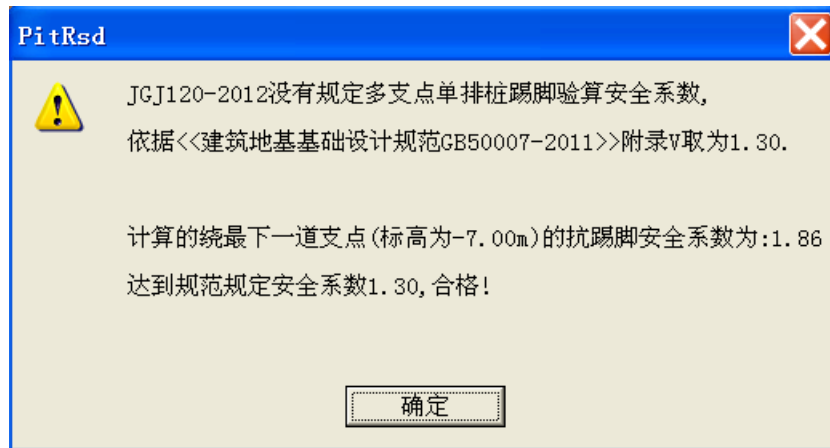 PitRsd
JGJ120-2012没有规定多支点单排桩踢脚验算安全系数,
依据<<建筑地基基础设计规范GB50007-2011>>附录V取为1.30.
计算的绕最下一道支点(标高为-7.00m)的抗踢脚安全系数为:1.86
达到规范规定安全系数1.30,合格!
确定